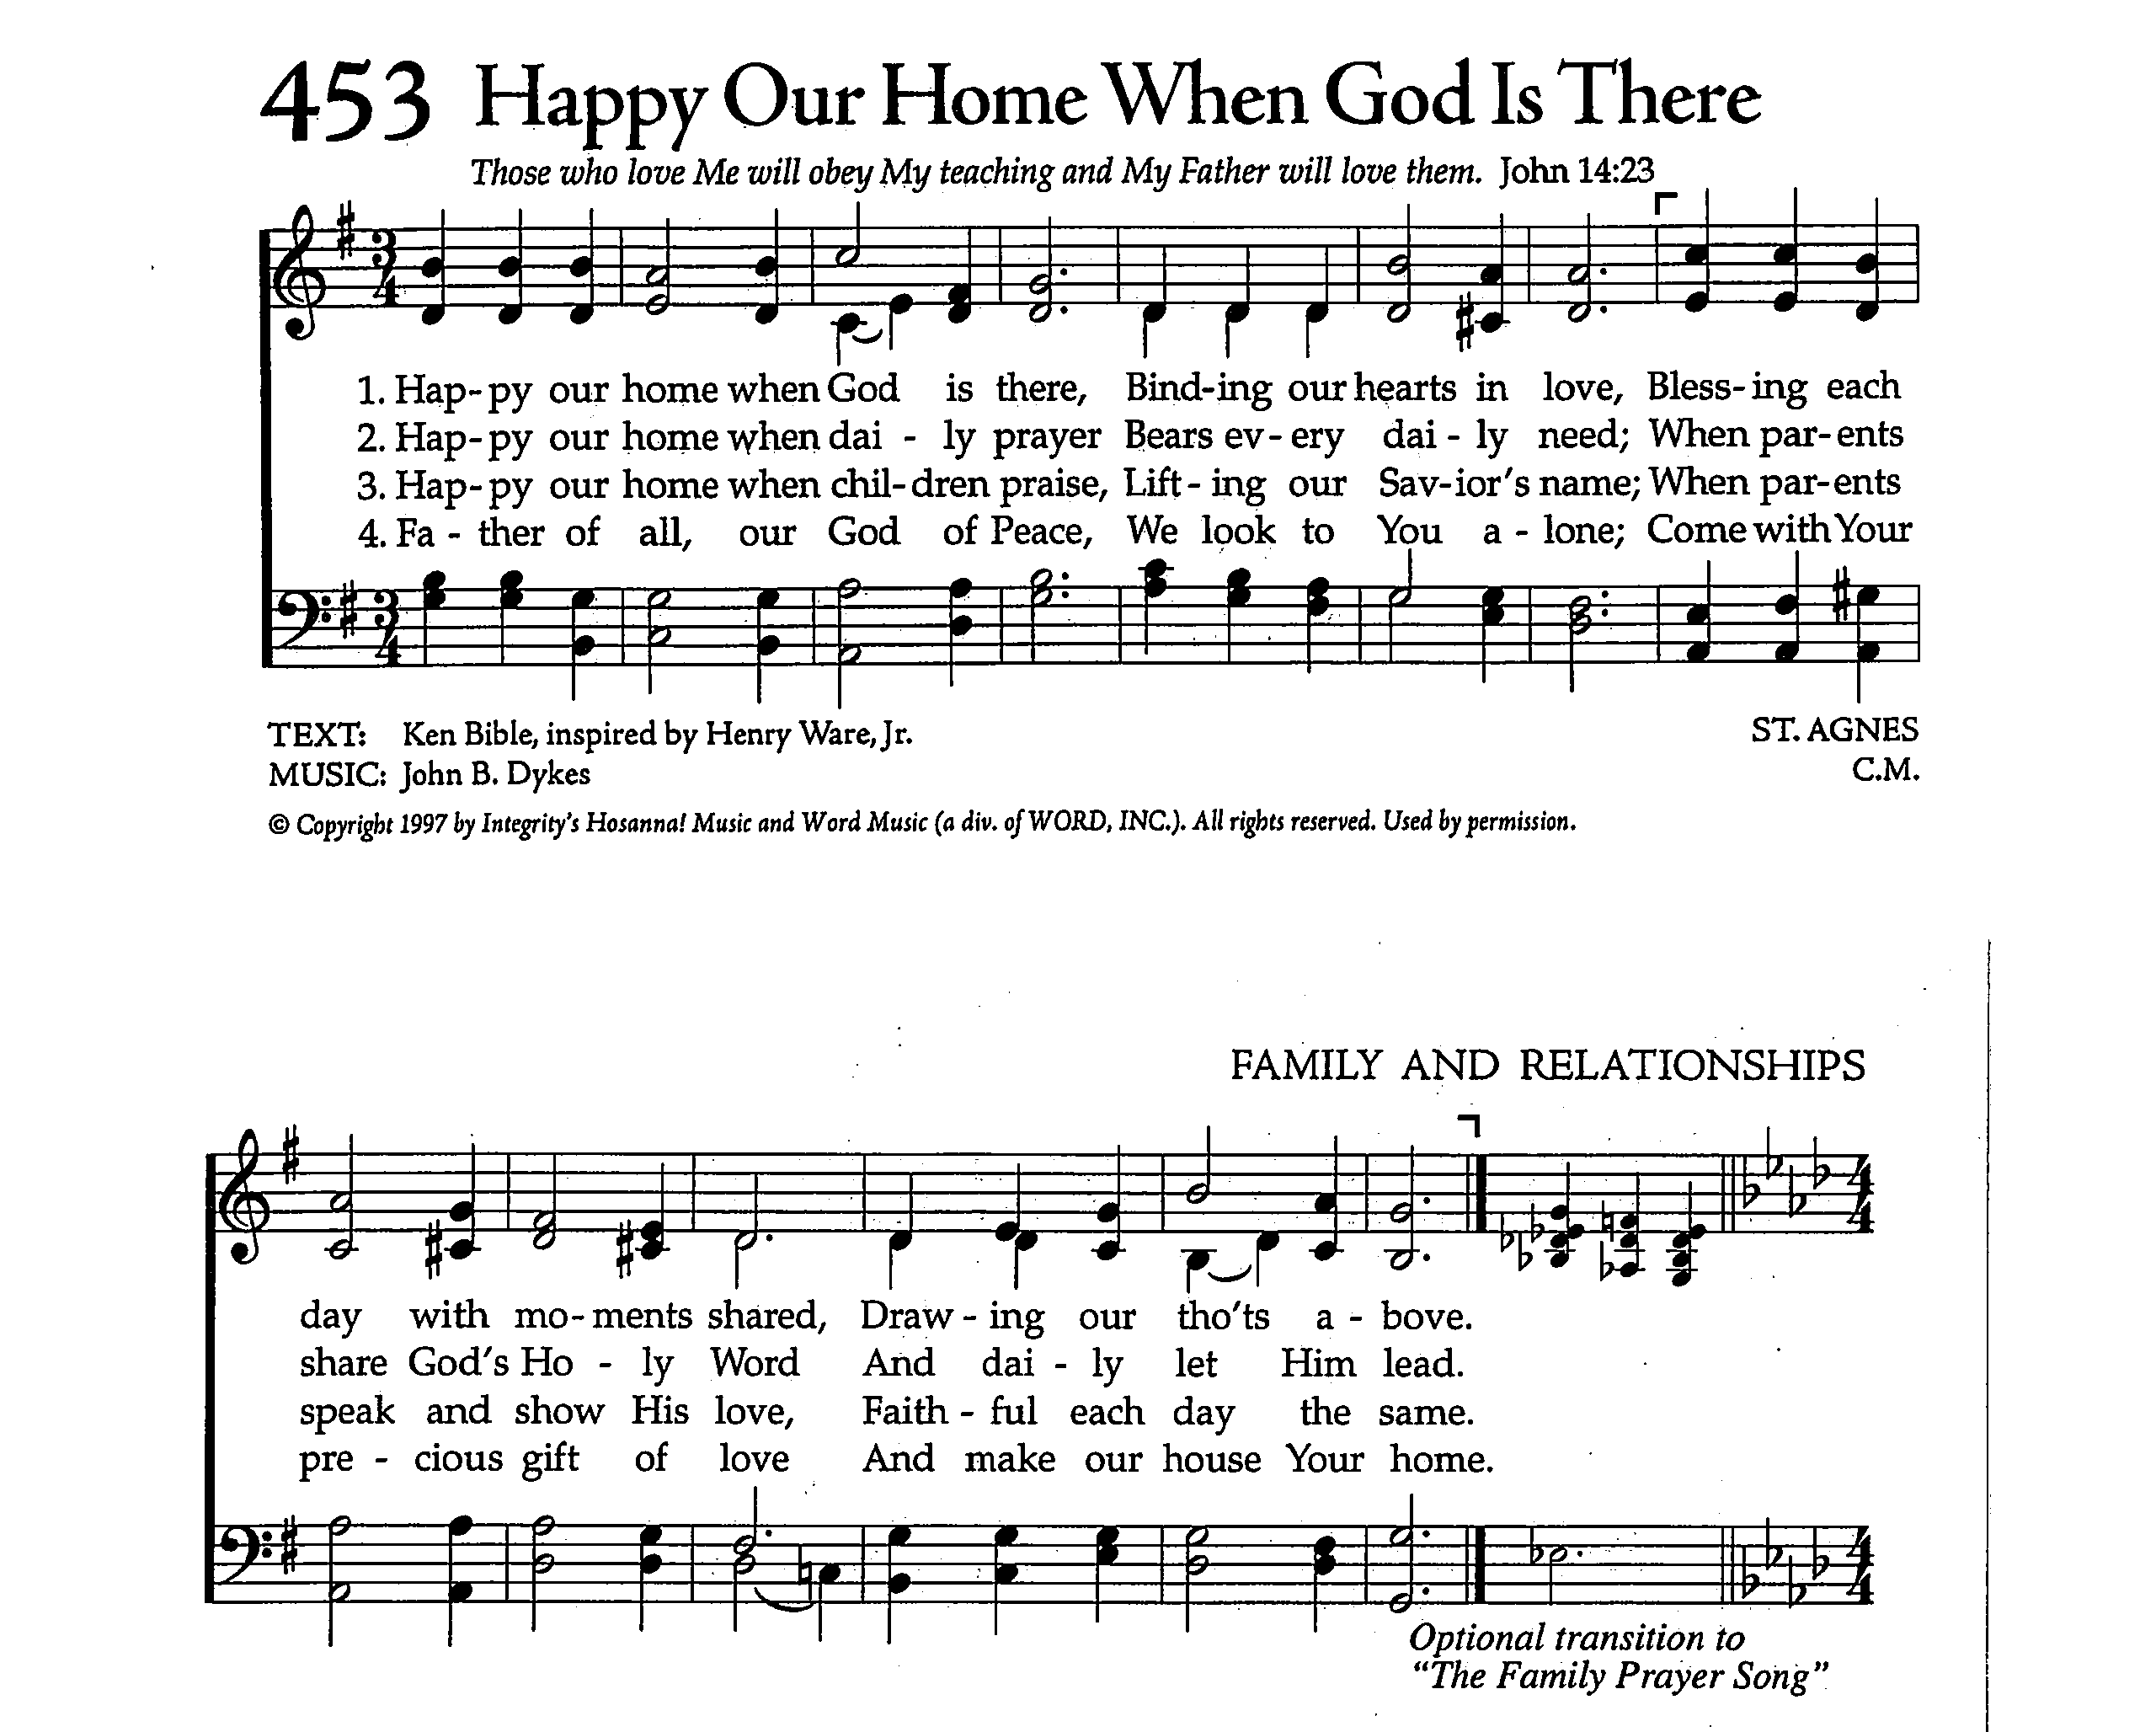 453 Happy Our Home When God Is There
Those who love Me will obey My teaching and My Father will love them. John 14:23
1. Hap-py our home when God is there, Bind-ing our hearts in love, Bless-ing each
2. Hap-py our home when dai - ly prayer Bears ev-ery dai - ly need; When par-ents
3. Hap-py our home when chil-dren praise, Lift-ing our Sav-ior's name; When par-ents
4. Fa - ther of all, our God of Peace, We look to You a - lone; Come with Your
TEXT: Ken Bible, inspired by Henry Ware, Jr.
ST. AGNES
MUSIC: John B. Dykes
C.M.
© Copyright 1997 by Integrity's Hosanna! Music and Word Music (a div. of WORD, INC.). All rights reserved. Used by permission.
FAMILY AND RELATIONSHIPS
day with mo-ments shared, Draw - ing our tho'ts a - bove.
share God's Ho - ly Word And dai - ly let Him lead.
speak and show His love, Faith - ful each day the same.
pre - cious gift of love And make our house Your home.
Optional transition to
"The Family Prayer Song"